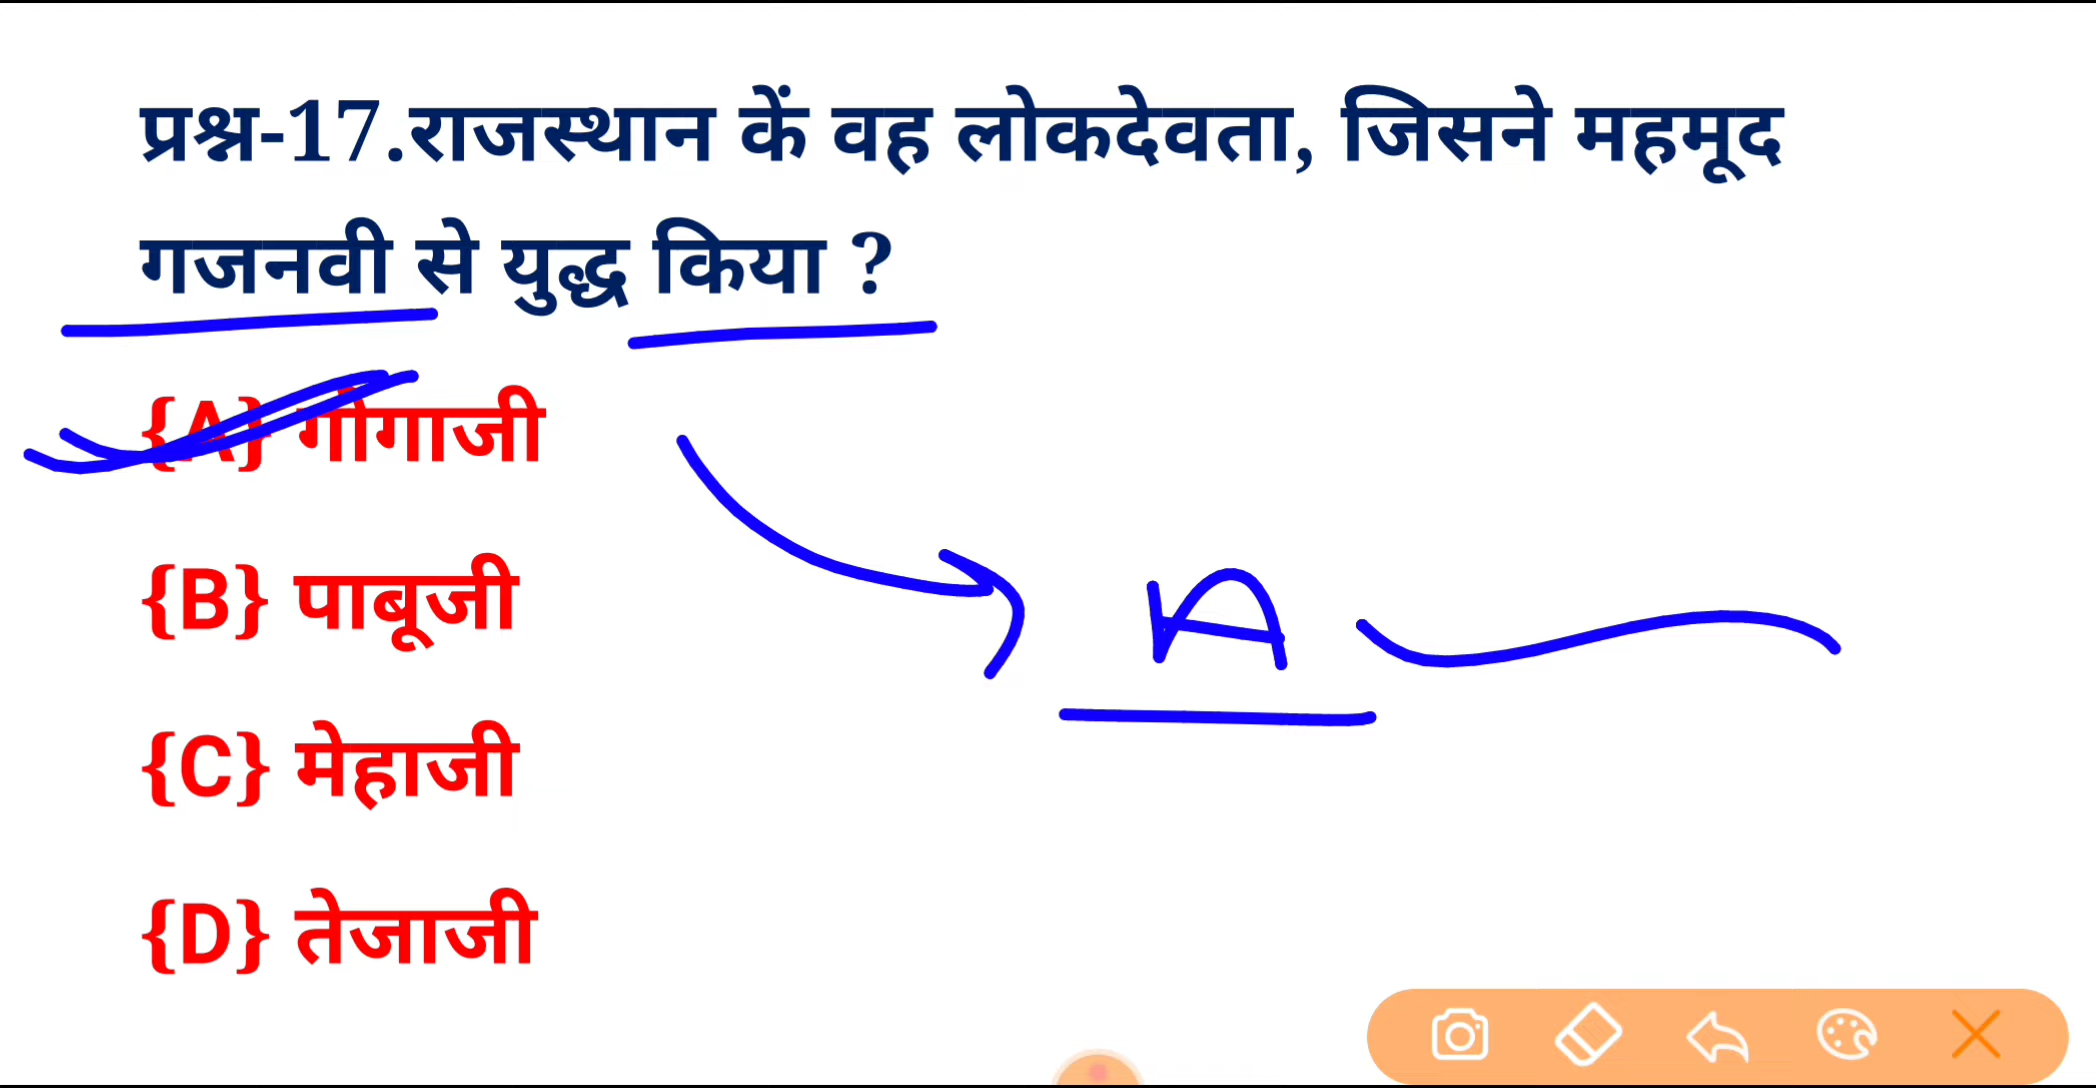 प्रश्न-17.राजस्थान कें वह लोकदेवता, जिसने महमूद
गजनवी से युद्ध किया ?
{A} गोगाजी
{B} पाबूजी
A
{C} मेहाजी
{D} तेजाजी